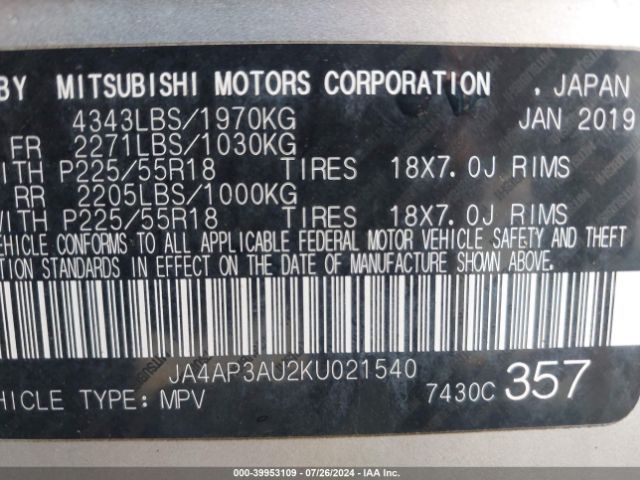 BY MITSUBISHI MOTORS CORPORATION . JAPAN
4343LBS/1970KG JAN 2019
FR 2271LBS/1030KG
ITH P225/55R18 TIRES 18X7.0J RIMS
RR 2205LBS/1000KG
WITH P225/55R18 TIRES 18X7.0J RIMS
EHICLE CONFORMS TO ALL APPLICABLE FEDERAL MOTOR VEHICLE SAFETY AND THEFT
TION STANDARDS IN EFFECT ON THE DATE OF MANUFACTURE SHOWN ABOVE.
JA4AP3AU2KU021540
HICLE TYPE: MPV 7430C 357
000-39953109 - 07/26/2024 - IAA Inc.